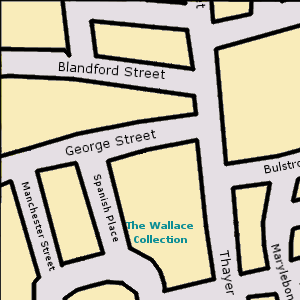 Blandford Street
George Street
Bulstro
Manchester Street
Spanish Place
The Wallace
Collection
Thayer
Marylebo